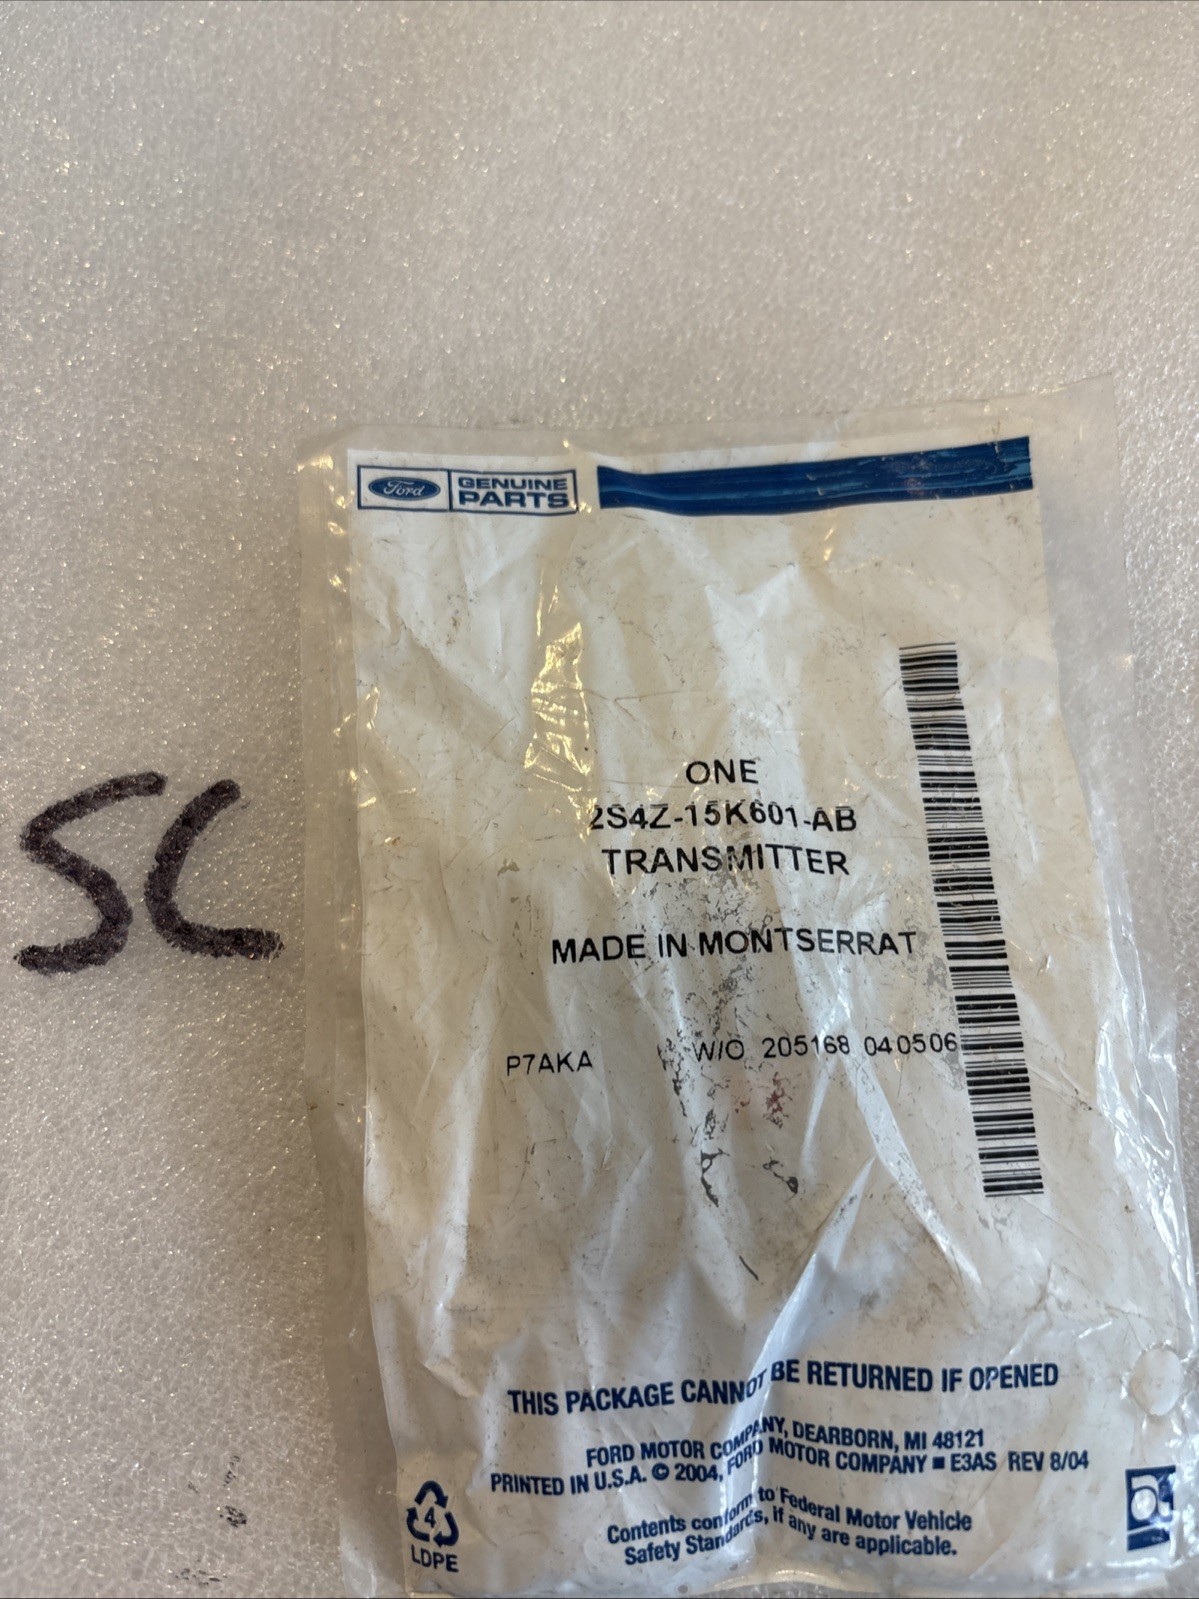 Ford GENUINE
PARTS
ONE
2S4Z-15K601-AB
TRANSMITTER
MADE IN MONTSERRAT
P7AKA W/O 205168 040506
SC
THIS PACKAGE CANNOT BE RETURNED IF OPENED
FORD MOTOR COMPANY, DEARBORN, MI 48121
PRINTED IN U.S.A. © 2004, FORD MOTOR COMPANY ■ E3AS REV 8/04
Contents conform to Federal Motor Vehicle
Safety Standards, if any are applicable.
4
LDPE